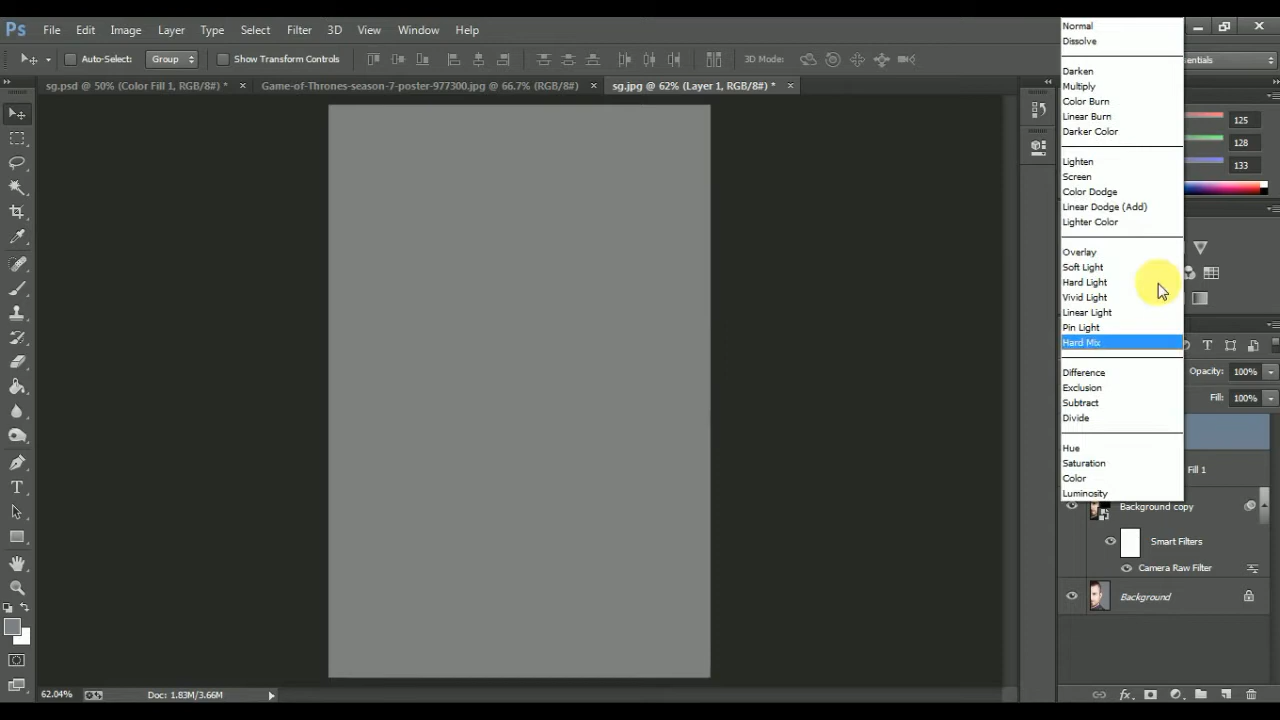 Ps File Edit Image Layer Type Select Filter 3D View Window Help
Auto-Select: Group Show Transform Controls 3D Mode: entials
sg.psd @ 50% (Color Fill 1, RGB/8#) * × Game-of-Thrones-season-7-poster-977300.jpg @ 66.7% (RGB/8#) × sg.jpg @ 62% (Layer 1, RGB/8#) * ×
Normal
Dissolve
Darken
Multiply
Color Burn
Linear Burn
Darker Color
Lighten
Screen
Color Dodge
Linear Dodge (Add)
Lighter Color
Overlay
Soft Light
Hard Light
Vivid Light
Linear Light
Pin Light
Hard Mix
Difference
Exclusion
Subtract
Divide
Hue
Saturation
Color
Luminosity
125
128
133
Opacity: 100%
Fill: 100%
Fill 1
Background copy
Smart Filters
Camera Raw Filter
Background
62.04% Doc: 1.83M/3.66M